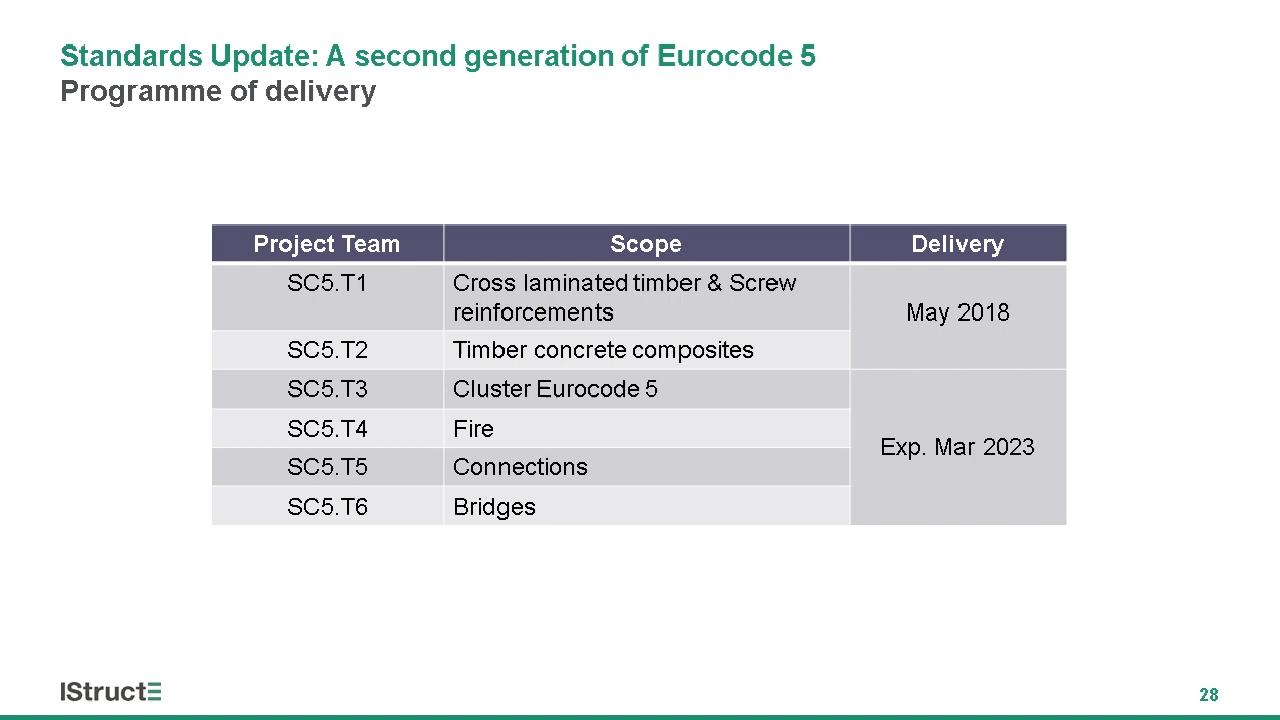 Standards Update: A second generation of Eurocode 5
Programme of delivery
Project Team Scope Delivery
SC5.T1 Cross laminated timber & Screw
reinforcements
May 2018
SC5.T2 Timber concrete composites
SC5.T3 Cluster Eurocode 5
SC5.T4 Fire
Exp. Mar 2023
SC5.T5 Connections
SC5.T6 Bridges
IStructE
28